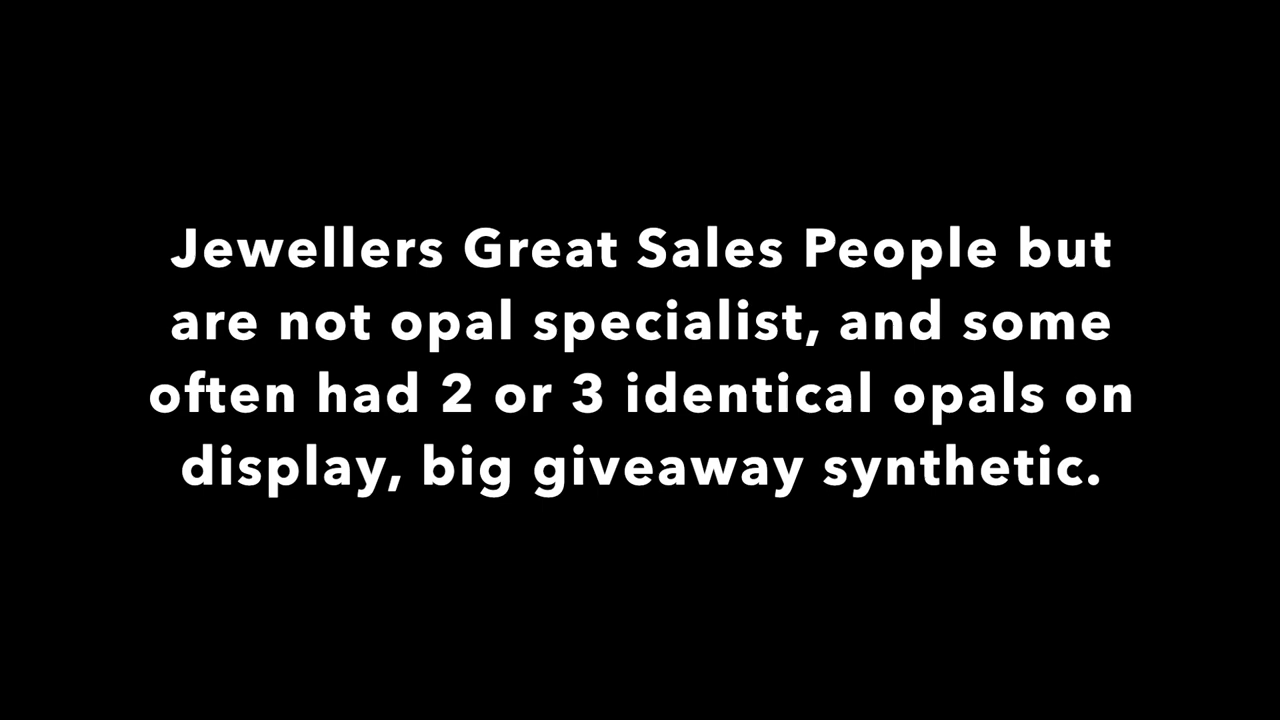 Jewellers Great Sales People but
are not opal specialist, and some
often had 2 or 3 identical opals on
display, big giveaway synthetic.